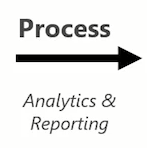 Process
Analytics &
Reporting